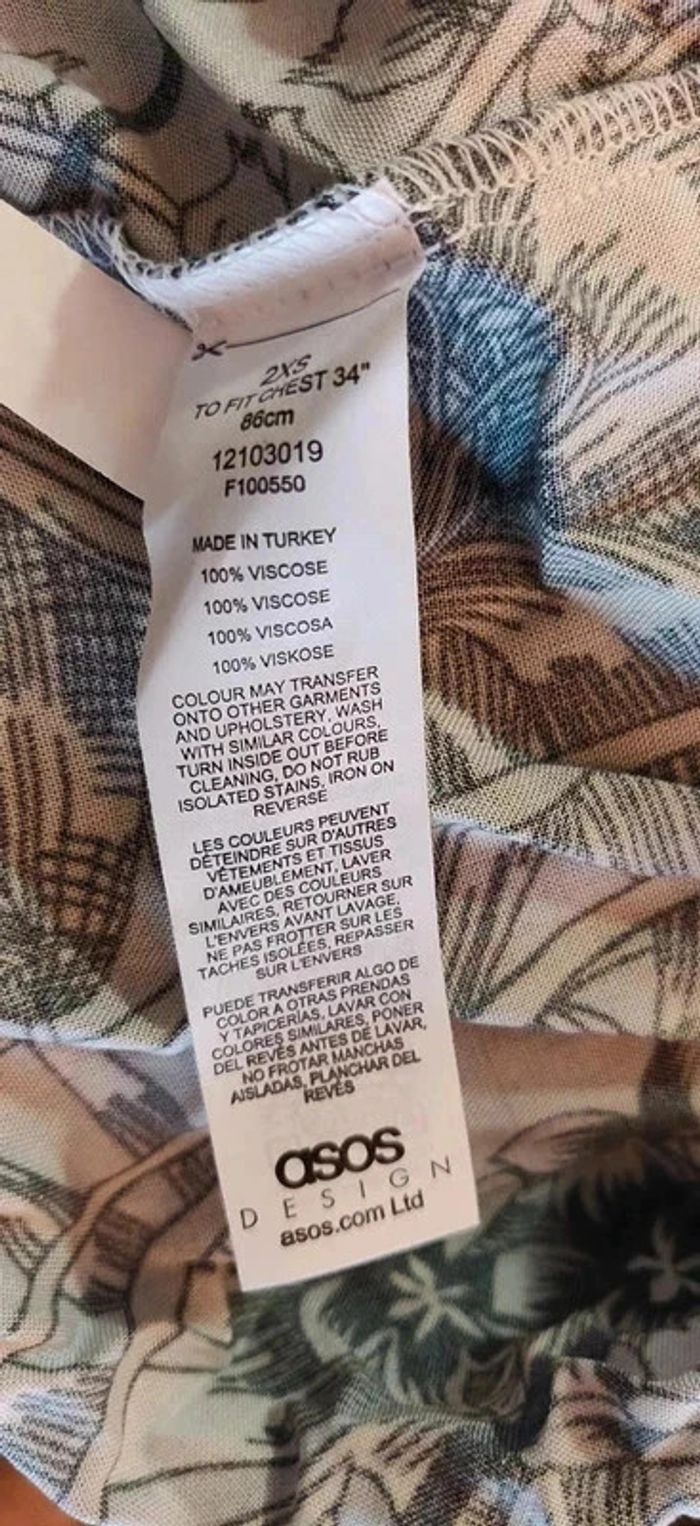 2XS
TO FIT CHEST 34"
86cm
12103019
F100550
MADE IN TURKEY
100% VISCOSE
100% VISCOSE
100% VISCOSA
100% VISKOSE
COLOUR MAY TRANSFER
ONTO OTHER GARMENTS
AND UPHOLSTERY, WASH
WITH SIMILAR COLOURS,
TURN INSIDE OUT BEFORE
CLEANING, DO NOT RUB
ISOLATED STAINS, IRON ON
REVERSE
LES COULEURS PEUVENT
DÉTEINDRE SUR D'AUTRES
VÊTEMENTS ET TISSUS
D'AMEUBLEMENT, LAVER
AVEC DES COULEURS
SIMILAIRES, RETOURNER SUR
L'ENVERS AVANT LAVAGE,
NE PAS FROTTER SUR LES
TACHES ISOLÉES, REPASSER
SUR L'ENVERS
PUEDE TRANSFERIR ALGO DE
COLOR A OTRAS PRENDAS
Y TAPICERÍAS, LAVAR CON
COLORES SIMILARES, PONER
DEL REVÉS ANTES DE LAVAR,
NO FROTAR MANCHAS
AISLADAS, PLANCHAR DEL
REVÉS
asos
DESIGN
asos.com Ltd